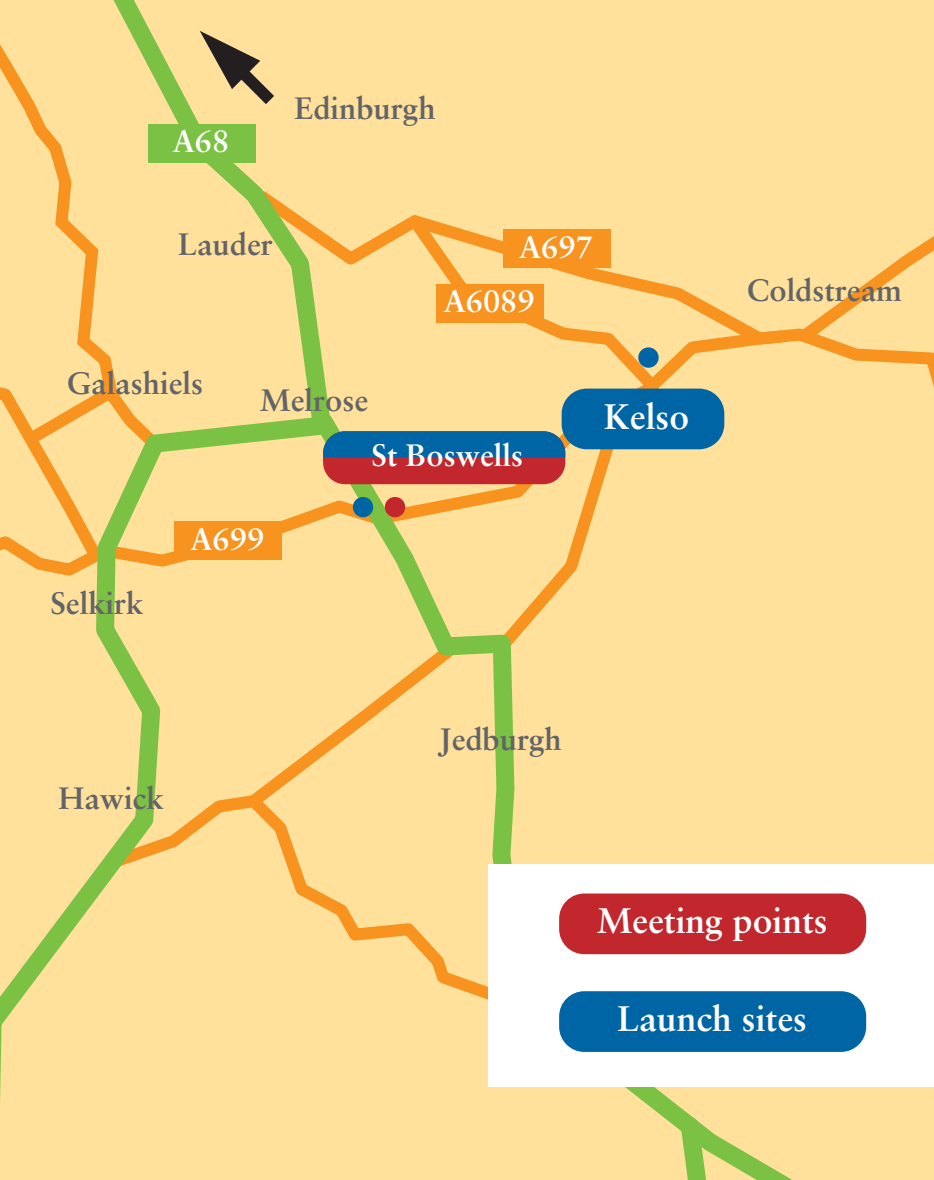 Edinburgh
A68
Lauder
A697
Coldstream
A6089
Galashiels
Melrose
Kelso
St Boswells
A699
Selkirk
Jedburgh
Hawick
Meeting points
Launch sites